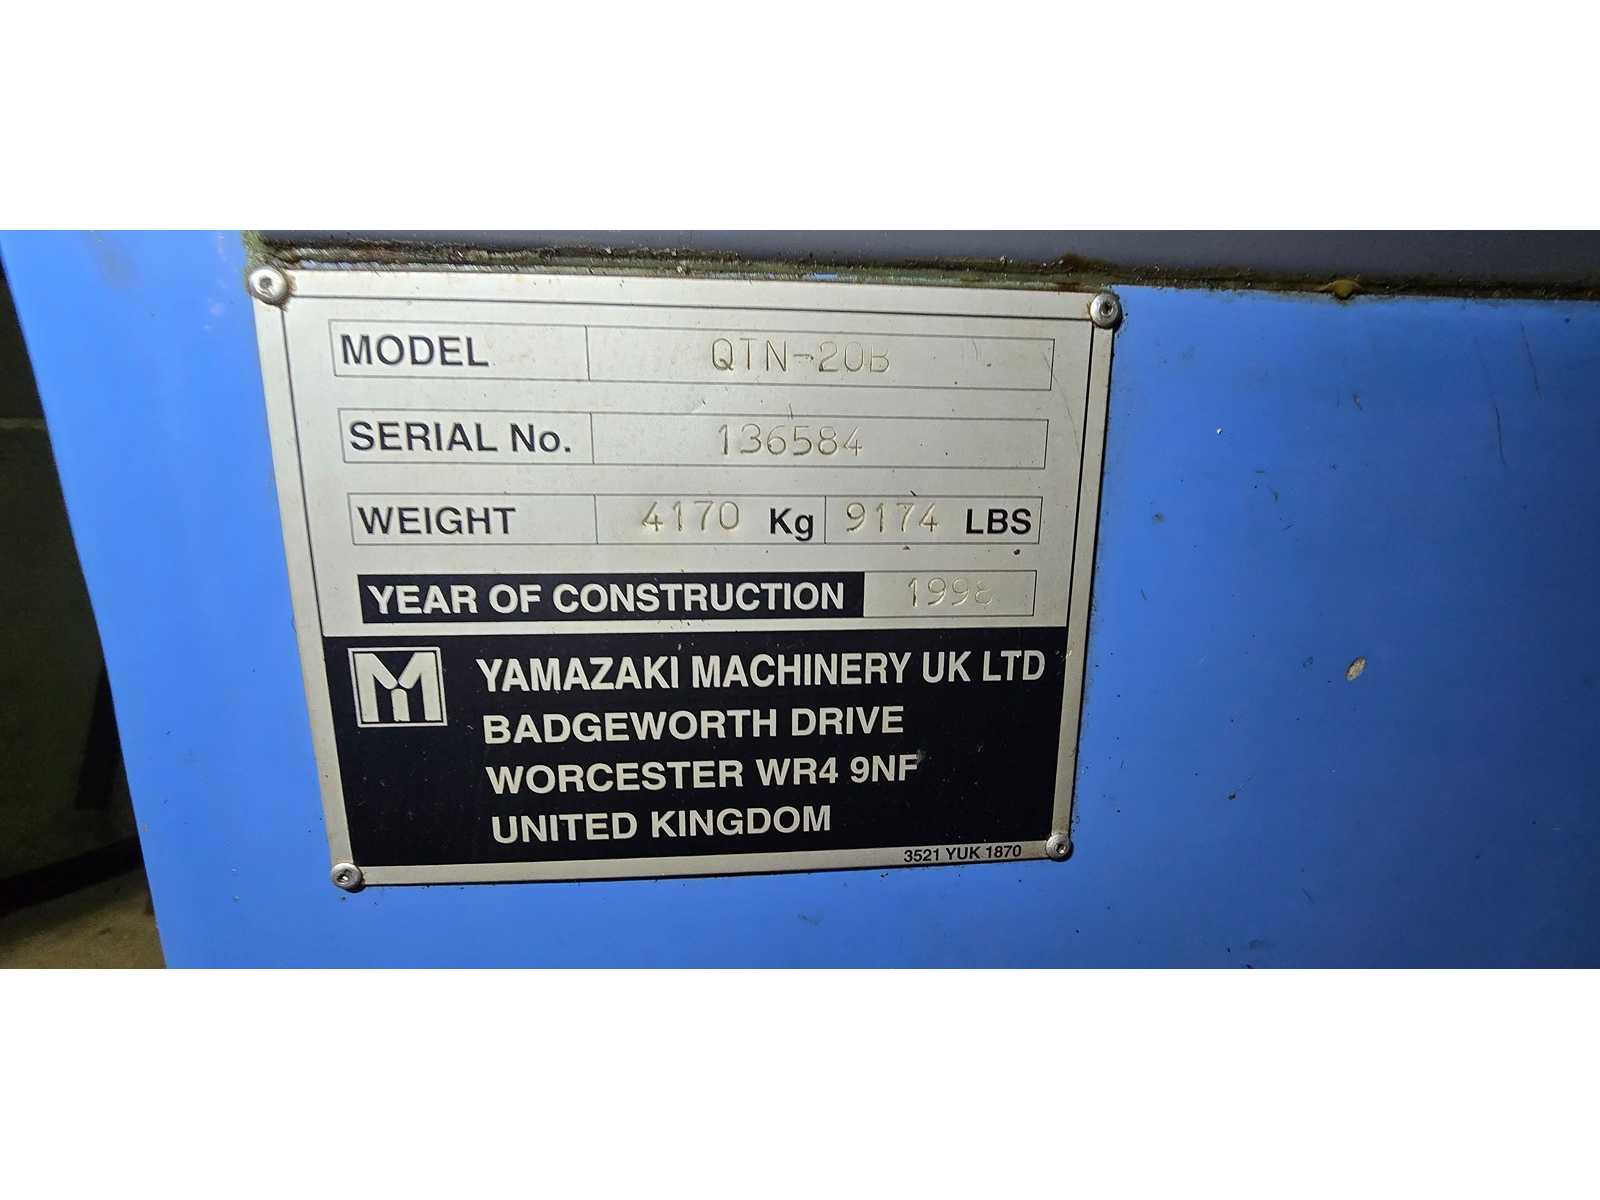 MODEL QTN-20B
SERIAL No. 136584
WEIGHT 4170 Kg 9174 LBS
YEAR OF CONSTRUCTION 1998
M
YAMAZAKI MACHINERY UK LTD
BADGEWORTH DRIVE
WORCESTER WR4 9NF
UNITED KINGDOM
3521 YUK 1870